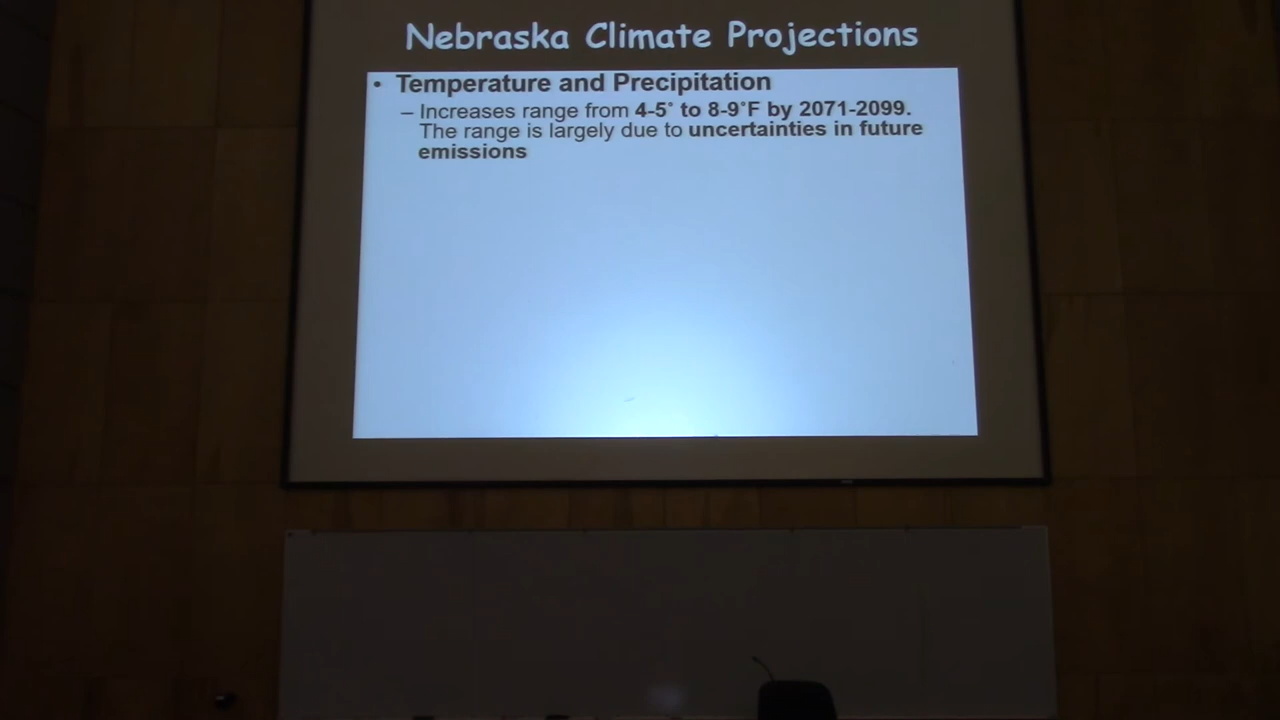 Nebraska Climate Projections
• Temperature and Precipitation
– Increases range from 4-5˚ to 8-9˚F by 2071-2099.
The range is largely due to uncertainties in future
emissions